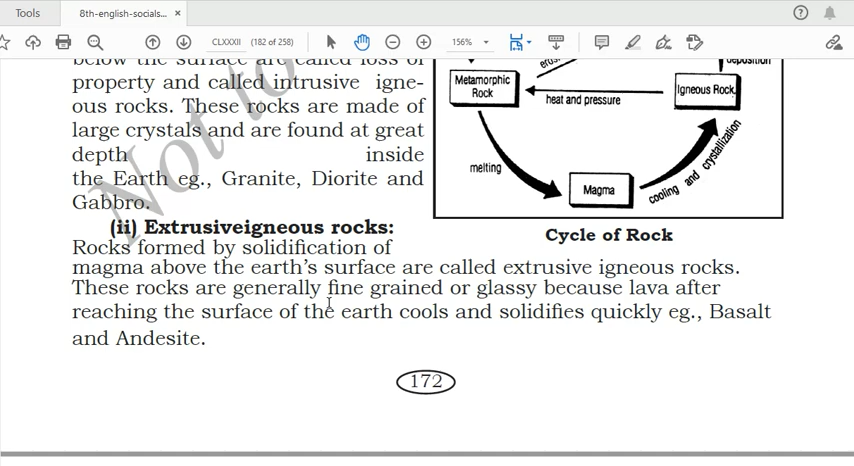 Tools
8th-english-socials... ×
CLXXXII (182 of 258)
156%
below the surface are called loss of
property and called intrusive igne-
ous rocks. These rocks are made of
large crystals and are found at great
depth inside
the Earth eg., Granite, Diorite and
Gabbro.
(ii) Extrusiveigneous rocks:
Rocks formed by solidification of
magma above the earth's surface are called extrusive igneous rocks.
These rocks are generally fine grained or glassy because lava after
reaching the surface of the earth cools and solidifies quickly eg., Basalt
and Andesite.
deposition
Metamorphic
Rock
heat and pressure
Igneous Rock
melting
Magma
cooling and crystallization
Cycle of Rock
172
Not to